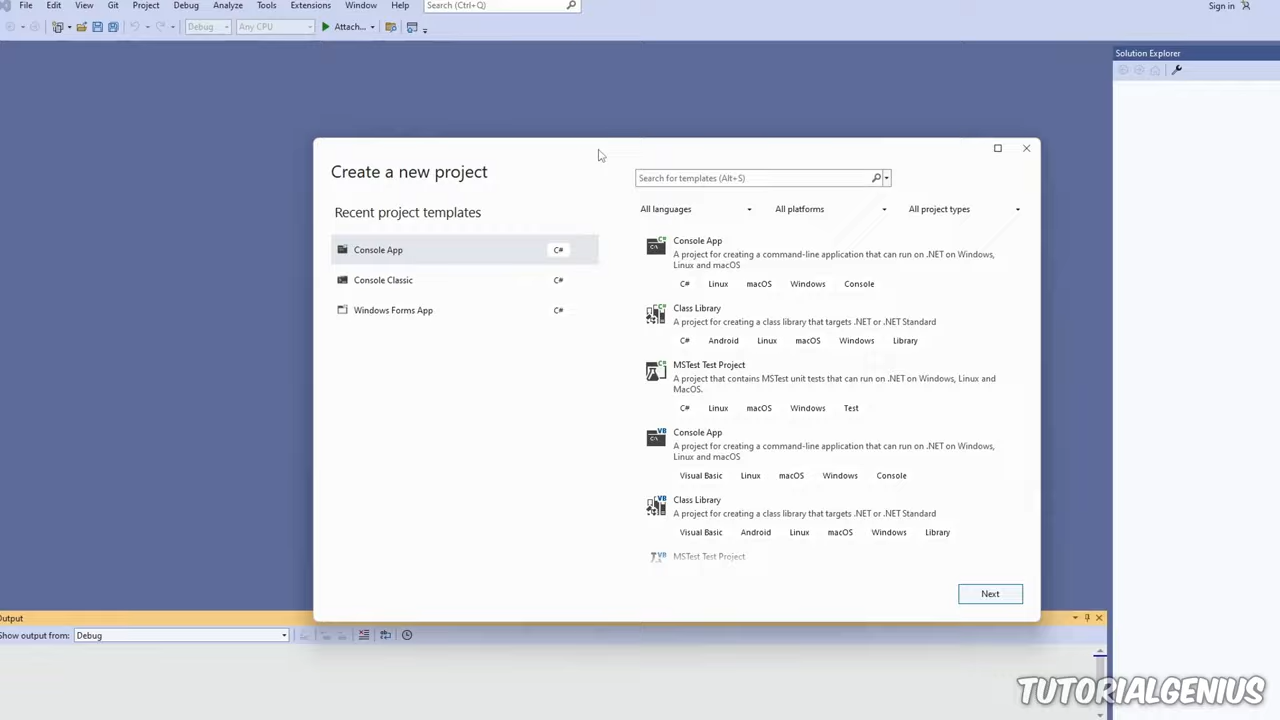 File Edit View Git Project Debug Analyze Tools Extensions Window Help Search (Ctrl+Q) Sign in
Debug Any CPU Attach...
Solution Explorer
Create a new project
Search for templates (Alt+S)
Recent project templates
All languages All platforms All project types
Console App C#
Console Classic C#
Windows Forms App C#
Console App
A project for creating a command-line application that can run on .NET on Windows,
Linux and macOS
C# Linux macOS Windows Console
Class Library
A project for creating a class library that targets .NET or .NET Standard
C# Android Linux macOS Windows Library
MSTest Test Project
A project that contains MSTest unit tests that can run on .NET on Windows, Linux and
MacOS.
C# Linux macOS Windows Test
Console App
A project for creating a command-line application that can run on .NET on Windows,
Linux and macOS
Visual Basic Linux macOS Windows Console
Class Library
A project for creating a class library that targets .NET or .NET Standard
Visual Basic Android Linux macOS Windows Library
MSTest Test Project
Next
Output
Show output from: Debug
TUTORIALGENIUS